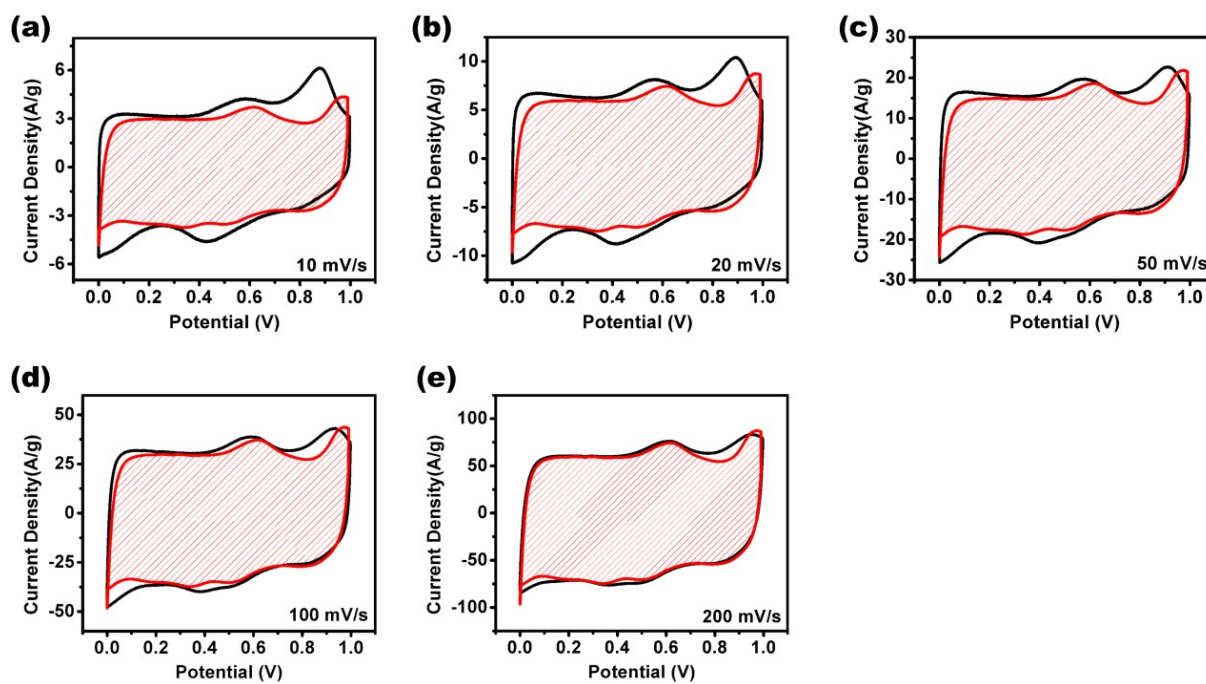 (a)
Current Density(A/g)
6
3
0
-3
-6
10 mV/s
0.0 0.2 0.4 0.6 0.8 1.0
Potential (V)
(b)
Current Density(A/g)
10
5
0
-5
-10
20 mV/s
0.0 0.2 0.4 0.6 0.8 1.0
Potential (V)
(c)
Current Density(A/g)
30
20
10
0
-10
-20
-30
50 mV/s
0.0 0.2 0.4 0.6 0.8 1.0
Potential (V)
(d)
Current Density(A/g)
50
25
0
-25
-50
100 mV/s
0.0 0.2 0.4 0.6 0.8 1.0
Potential (V)
(e)
Current Density(A/g)
100
75
50
25
0
-50
-100
200 mV/s
0.0 0.2 0.4 0.6 0.8 1.0
Potential (V)